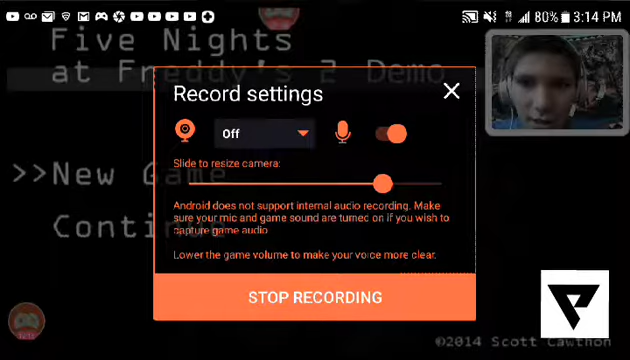 80% 3:14 PM
Five Nights
at Freddy's 2 Demo
Record settings
Off
Slide to resize camera:
>>New Game
Android does not support internal audio recording. Make
sure your mic and game sound are turned on if you wish to
capture game audio
Continue
Lower the game volume to make your voice more clear.
STOP RECORDING
©2014 Scott Cawthon